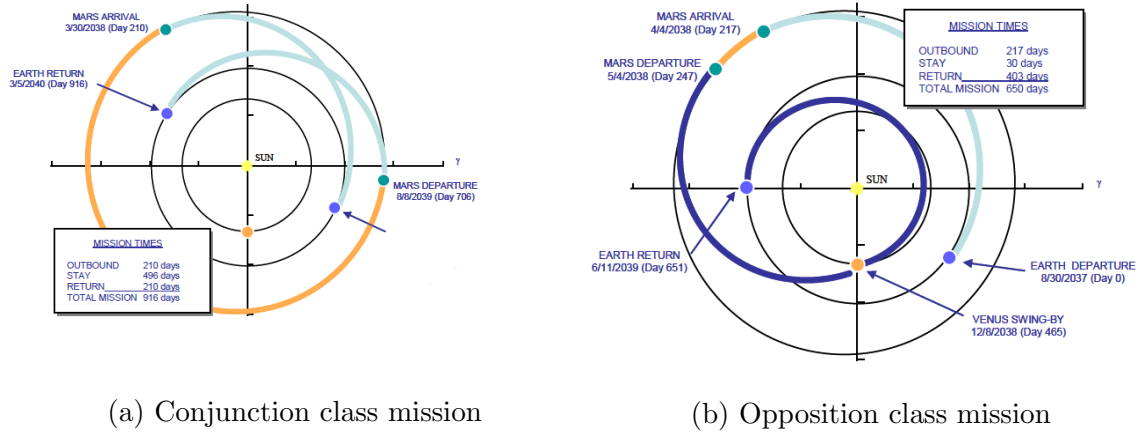 MARS ARRIVAL
3/30/2038 (Day 210)
EARTH RETURN
3/5/2040 (Day 916)
SUN
γ
MARS DEPARTURE
8/8/2039 (Day 706)
MISSION TIMES
OUTBOUND 210 days
STAY 496 days
RETURN 210 days
TOTAL MISSION 916 days
(a) Conjunction class mission
MARS ARRIVAL
4/4/2038 (Day 217)
MARS DEPARTURE
5/4/2038 (Day 247)
MISSION TIMES
OUTBOUND 217 days
STAY 30 days
RETURN 403 days
TOTAL MISSION 650 days
SUN
γ
EARTH RETURN
6/11/2039 (Day 651)
EARTH DEPARTURE
8/30/2037 (Day 0)
VENUS SWING-BY
12/8/2038 (Day 465)
(b) Opposition class mission